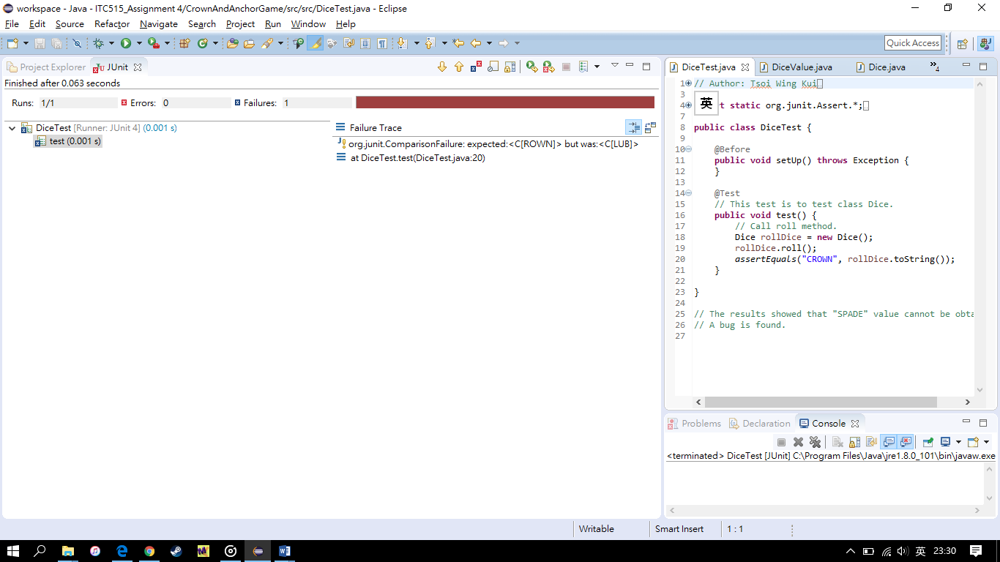 workspace - Java - ITC515_Assignment 4/CrownAndAnchorGame/src/src/DiceTest.java - Eclipse
File Edit Source Refactor Navigate Search Project Run Window Help
Quick Access
Project Explorer JUnit
Finished after 0.063 seconds
Runs: 1/1 Errors: 0 Failures: 1
DiceTest [Runner: JUnit 4] (0.001 s)
test (0.001 s)
Failure Trace
org.junit.ComparisonFailure: expected:<C[ROWN]> but was:<C[LUB]>
at DiceTest.test(DiceTest.java:20)
DiceTest.java DiceValue.java Dice.java 4
1 // Author: Tsoi Wing Kui
3
英
4 t static org.junit.Assert.*;
7
8 public class DiceTest {
9
10 @Before
11 public void setUp() throws Exception {
12 }
13
14 @Test
15 // This test is to test class Dice.
16 public void test() {
17 // Call roll method.
18 Dice rollDice = new Dice();
19 rollDice.roll();
20 assertEquals("CROWN", rollDice.toString());
21 }
22
23 }
24
25 // The results showed that "SPADE" value cannot be obta
26 // A bug is found.
27
Problems Declaration Console
<terminated> DiceTest [JUnit] C:\Program Files\Java\jre1.8.0_101\bin\javaw.exe
Writable Smart Insert 1 : 1
英 23:30